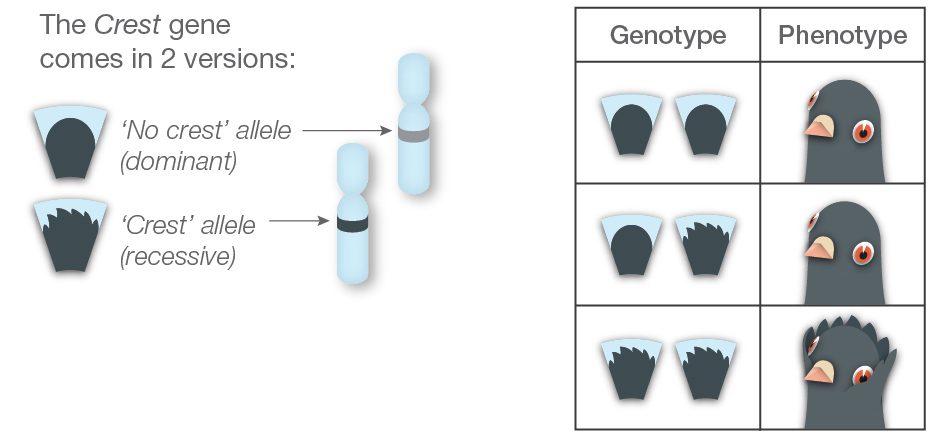 The Crest gene
comes in 2 versions:
‘No crest’ allele
(dominant)
‘Crest’ allele
(recessive)
Genotype
Phenotype